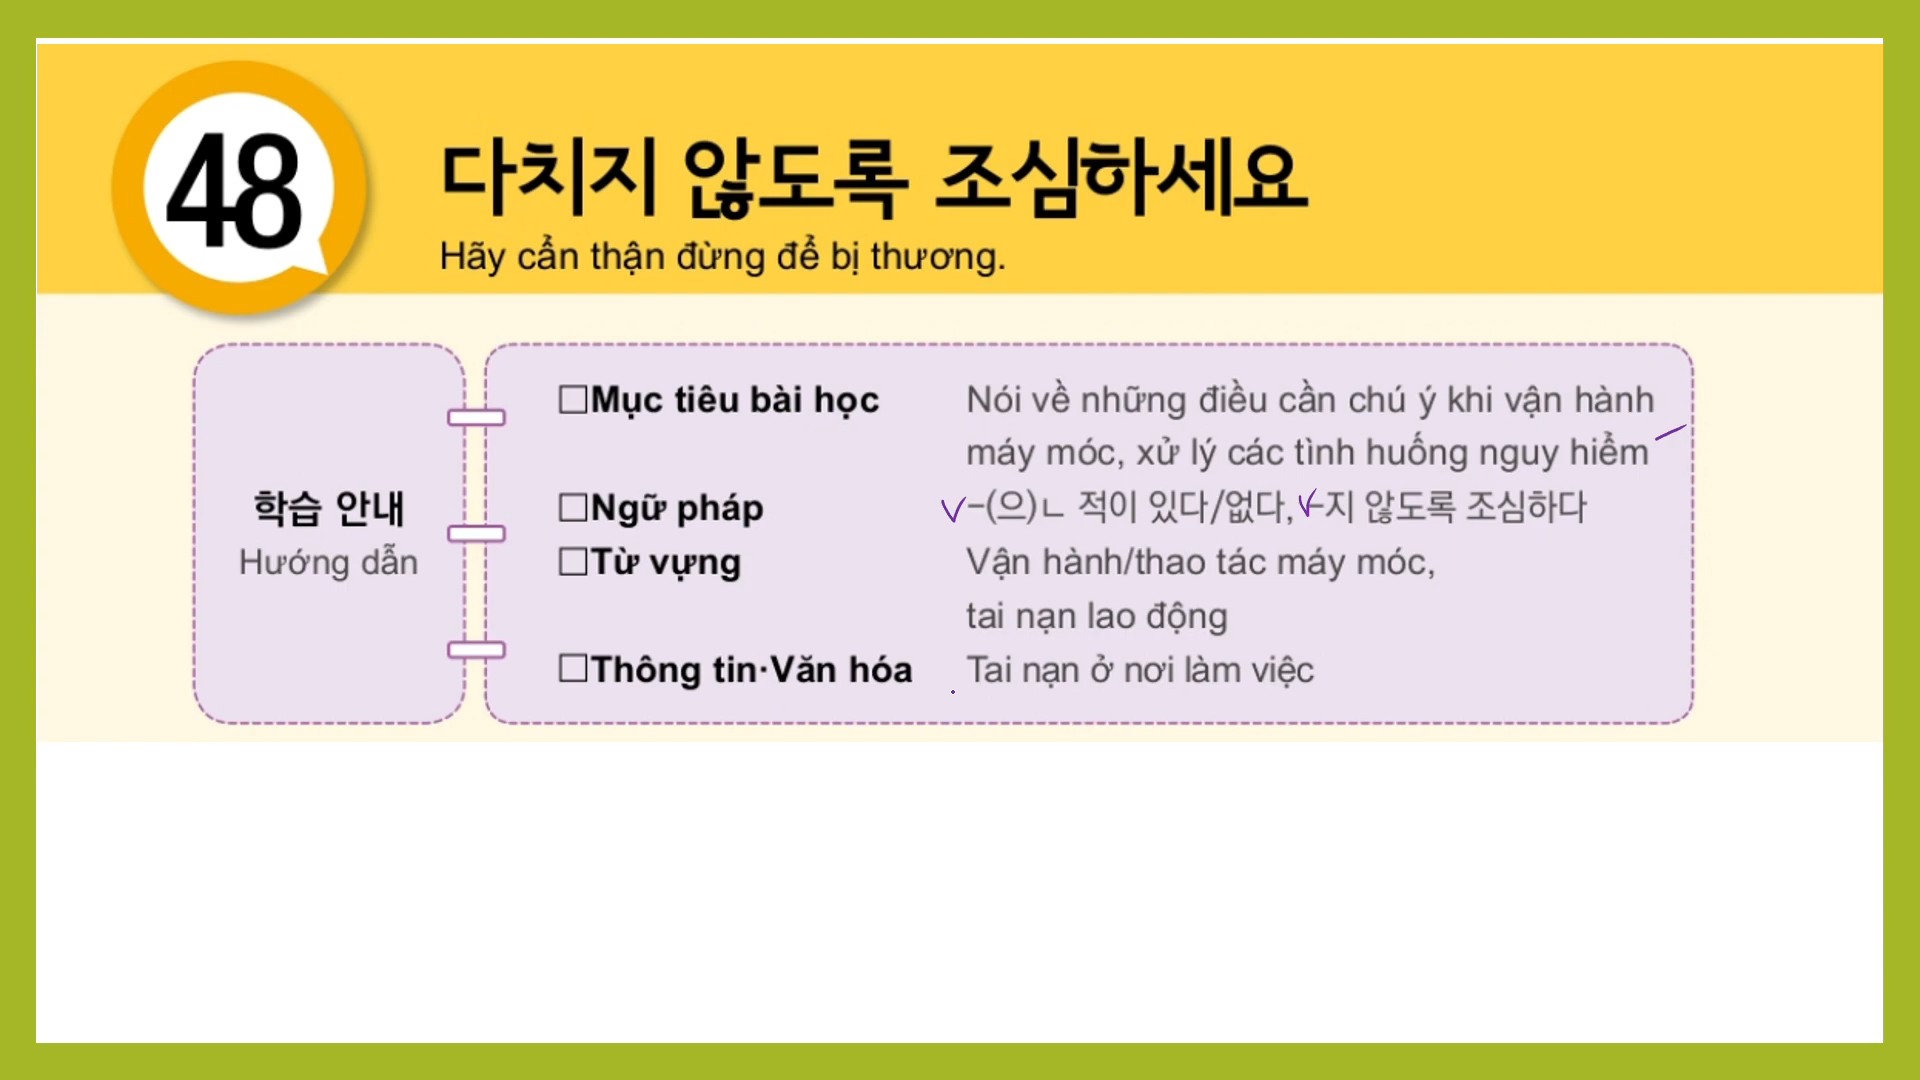 48
다치지 않도록 조심하세요
Hãy cẩn thận đừng để bị thương.
학습 안내
Hướng dẫn
□Mục tiêu bài học Nói về những điều cần chú ý khi vận hành
máy móc, xử lý các tình huống nguy hiểm
□Ngữ pháp -(으)ㄴ 적이 있다/없다, -지 않도록 조심하다
□Từ vựng Vận hành/thao tác máy móc,
tai nạn lao động
□Thông tin·Văn hóa Tai nạn ở nơi làm việc